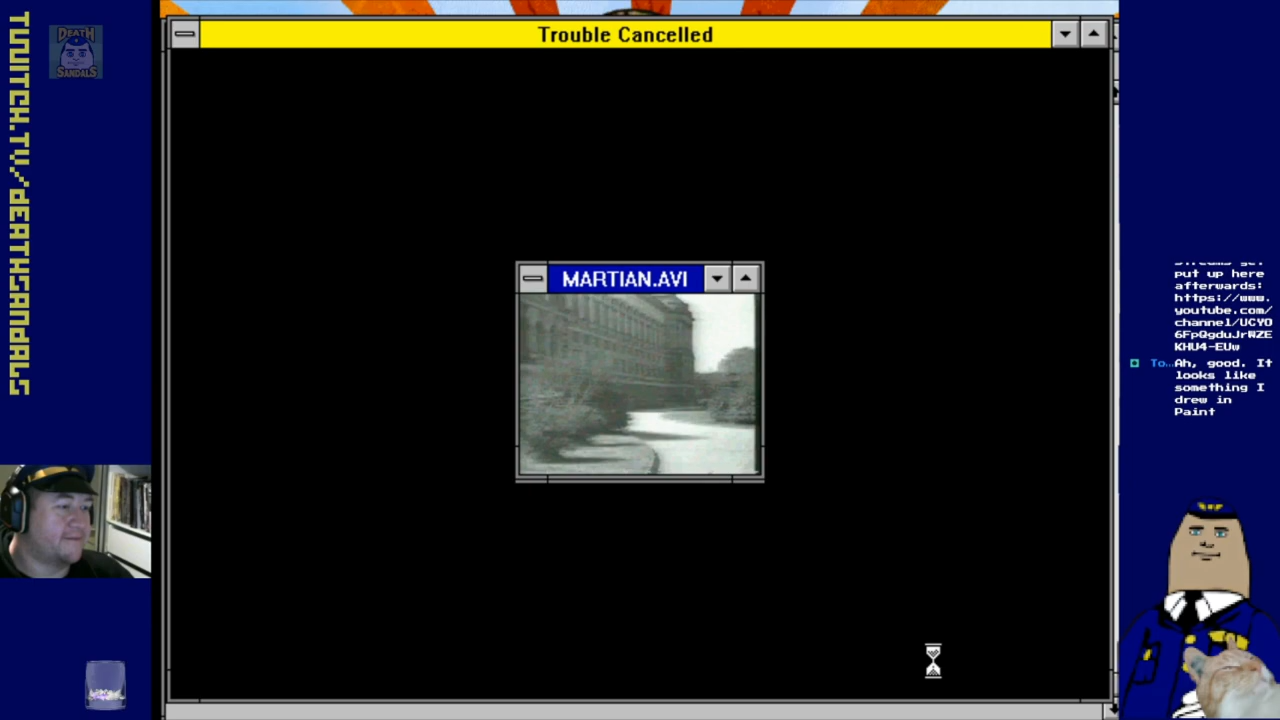 TWITCH.TV/DEATHSANDALS
DEATH
SANDALS
Trouble Cancelled
MARTIAN.AVI
put up here
afterwards:
https://www.
youtube.com/
channel/UCYO
6FpQgduJrWZE
KHU4-EUw
To… Ah, good. It
looks like
something I
drew in
Paint